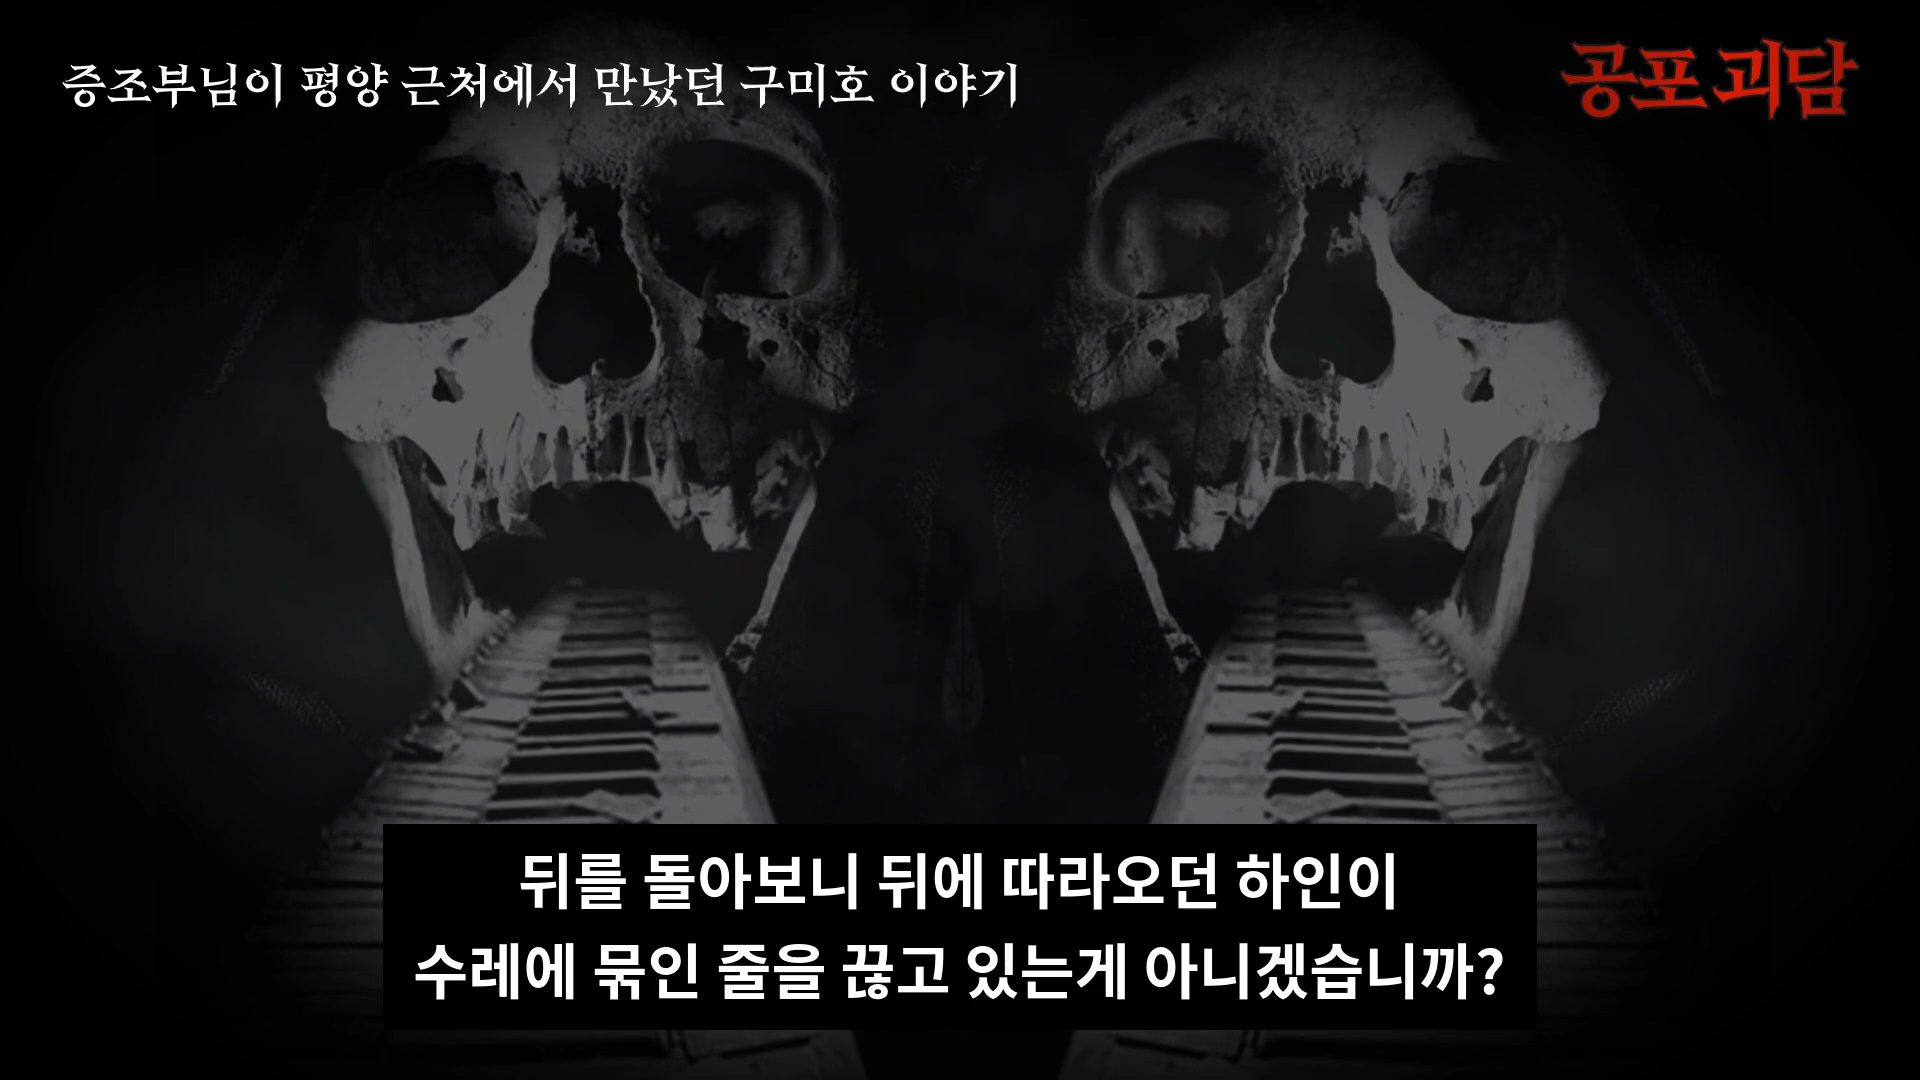 증조부님이 평양 근처에서 만났던 구미호 이야기
공포 괴담
뒤를 돌아보니 뒤에 따라오던 하인이
수레에 묶인 줄을 끊고 있는게 아니겠습니까?